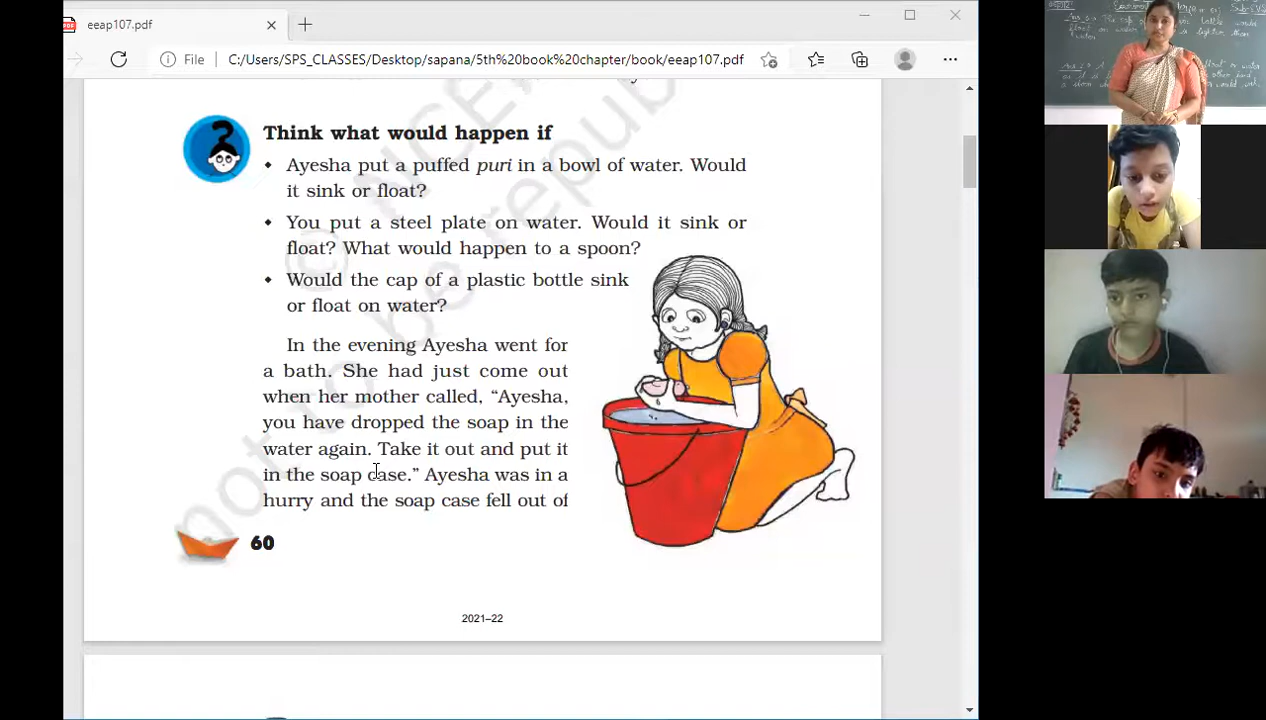 eeap107.pdf
File
C:/Users/SPS_CLASSES/Desktop/sapana/5th%20book%20chapter/book/eeap107.pdf
Think what would happen if
• Ayesha put a puffed puri in a bowl of water. Would
it sink or float?
• You put a steel plate on water. Would it sink or
float? What would happen to a spoon?
• Would the cap of a plastic bottle sink
or float on water?
In the evening Ayesha went for
a bath. She had just come out
when her mother called, “Ayesha,
you have dropped the soap in the
water again. Take it out and put it
in the soap case.” Ayesha was in a
hurry and the soap case fell out of
60
2021–22
not to be republ
© NCE